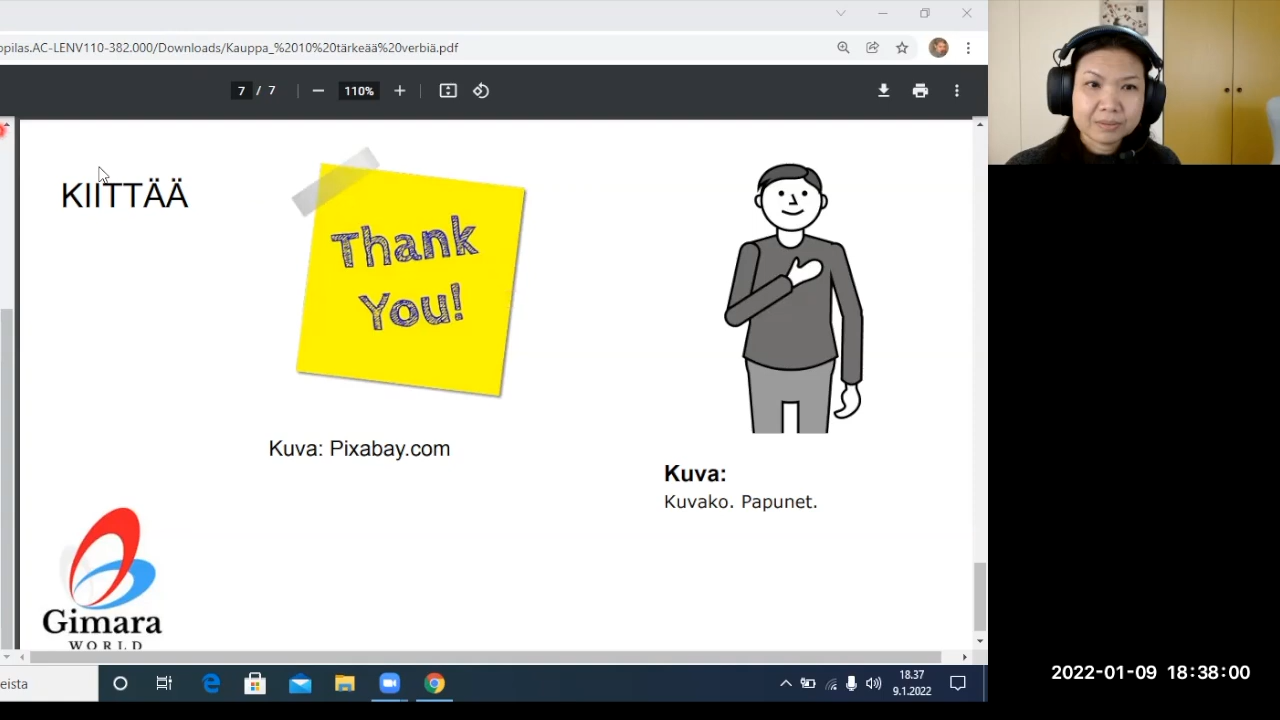 opilas.AC-LENV110-382.000/Downloads/Kauppa_%2010%20tärkeää%20verbiä.pdf
7 / 7
110%
KIITTÄÄ
Thank
You!
Kuva: Pixabay.com
Kuva:
Kuvako. Papunet.
Gimara
WORLD
eista
18.37
9.1.2022
2022-01-09 18:38:00